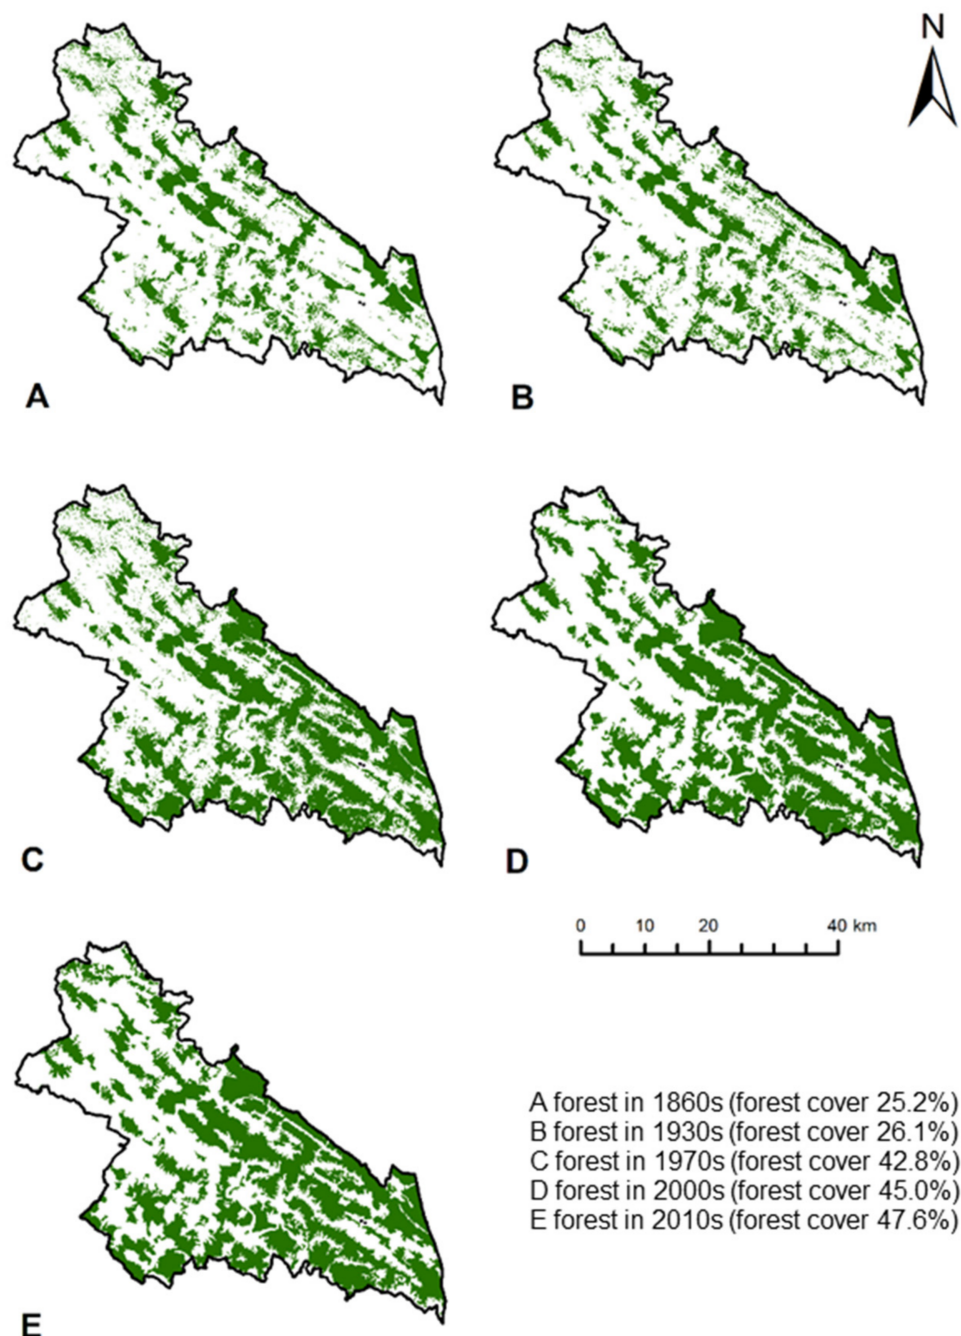 N
A
B
C
D
0 10 20 40 km
A forest in 1860s (forest cover 25.2%)
B forest in 1930s (forest cover 26.1%)
C forest in 1970s (forest cover 42.8%)
D forest in 2000s (forest cover 45.0%)
E forest in 2010s (forest cover 47.6%)
E